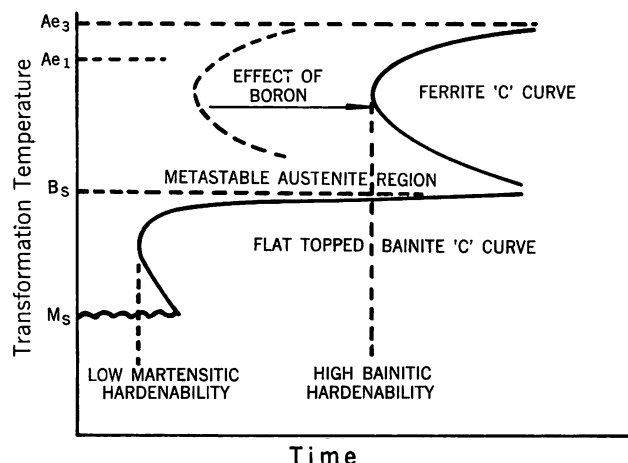 Ae3
Ae1
EFFECT OF
BORON
FERRITE 'C' CURVE
METASTABLE AUSTENITE REGION
BS
FLAT TOPPED BAINITE 'C' CURVE
MS
LOW MARTENSITIC
HARDENABILITY
HIGH BAINITIC
HARDENABILITY
Transformation Temperature
Time